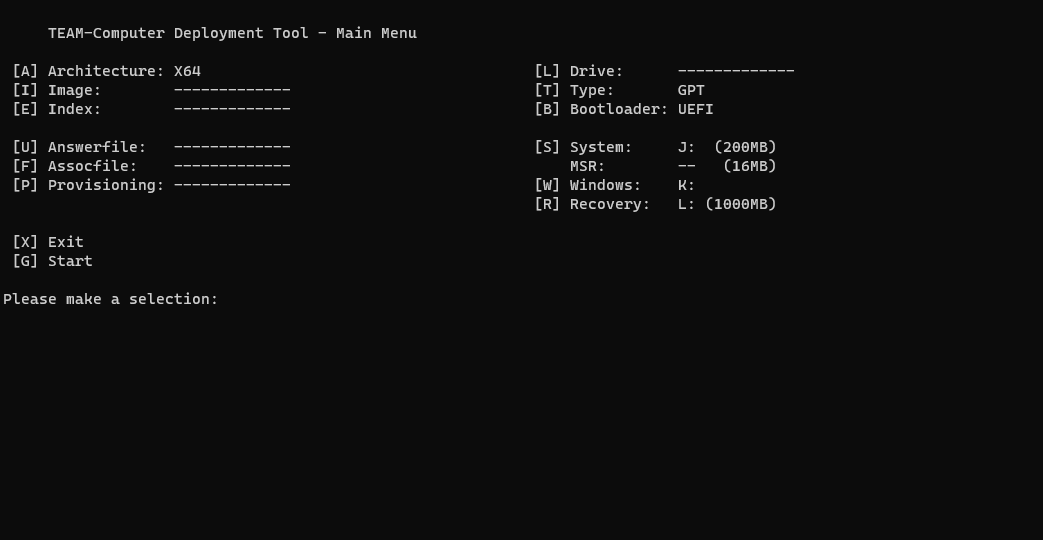 TEAM-Computer Deployment Tool - Main Menu
[A] Architecture: X64 [L] Drive: -------------
[I] Image: ------------- [T] Type: GPT
[E] Index: ------------- [B] Bootloader: UEFI
[U] Answerfile: ------------- [S] System: J: (200MB)
[F] Assocfile: ------------- MSR: -- (16MB)
[P] Provisioning: ------------- [W] Windows: K:
[R] Recovery: L: (1000MB)
[X] Exit
[G] Start
Please make a selection: